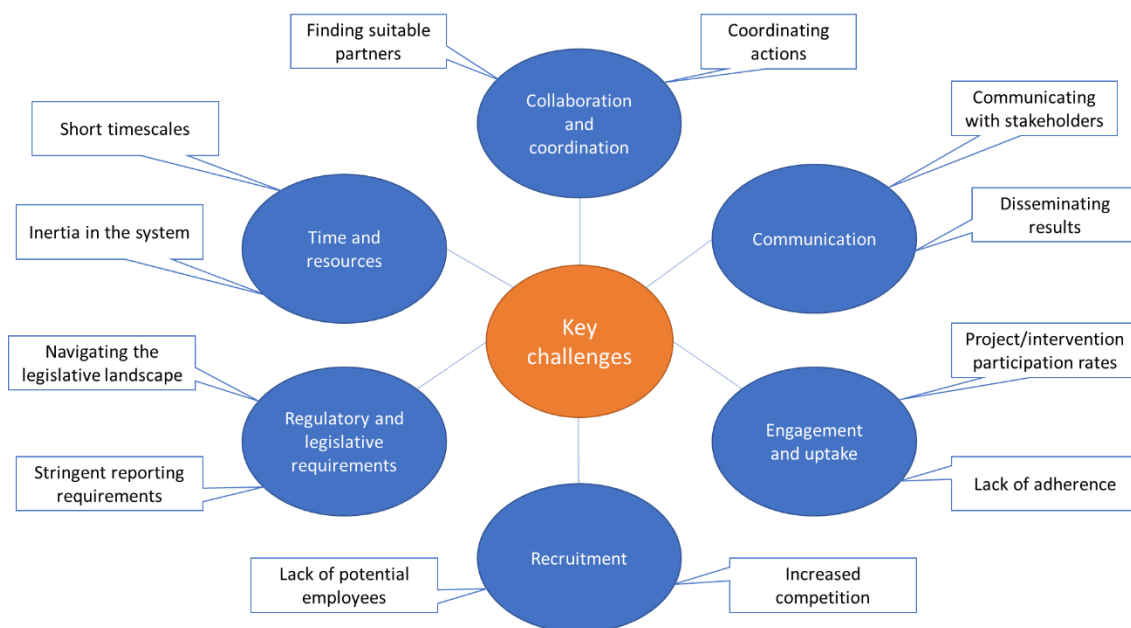 Finding suitable
partners
Coordinating
actions
Collaboration
and
coordination
Short timescales
Inertia in the system
Time and
resources
Communicating
with stakeholders
Disseminating
results
Communication
Key
challenges
Navigating the
legislative landscape
Stringent reporting
requirements
Regulatory and
legislative
requirements
Project/intervention
participation rates
Lack of adherence
Engagement
and uptake
Recruitment
Lack of potential
employees
Increased
competition